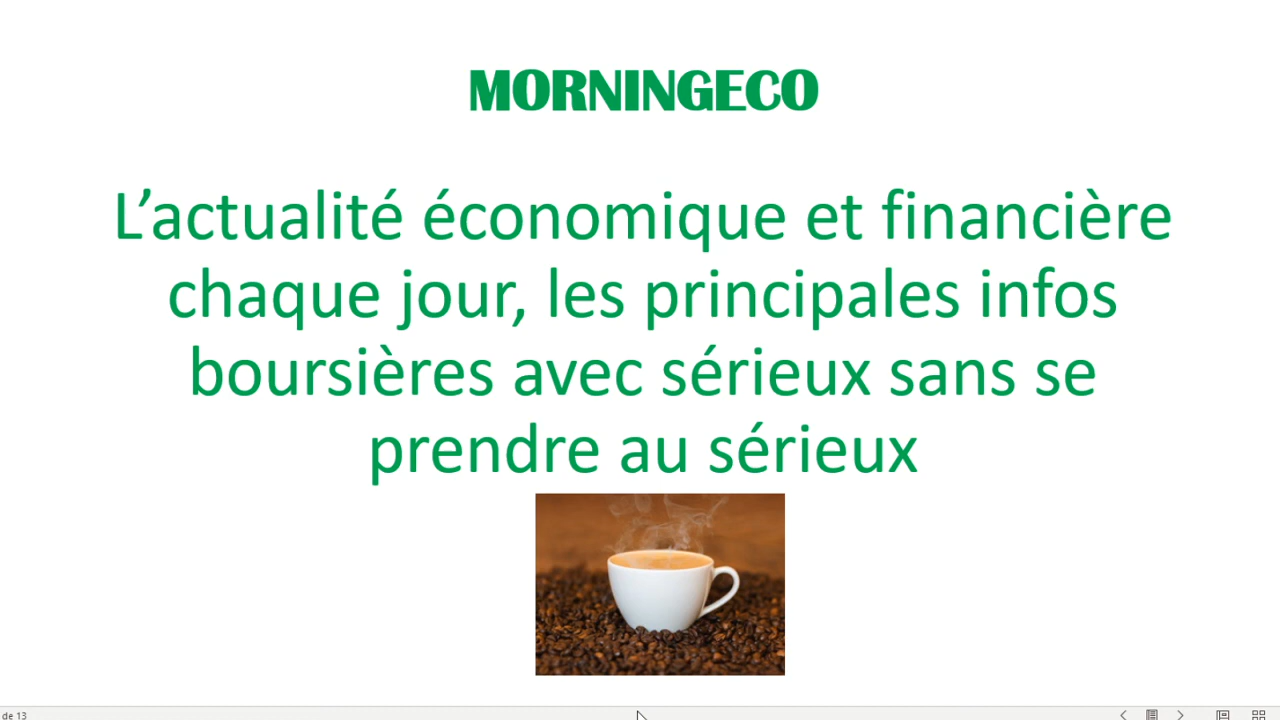 MORNINGECO
L’actualité économique et financière
chaque jour, les principales infos
boursières avec sérieux sans se
prendre au sérieux
de 13